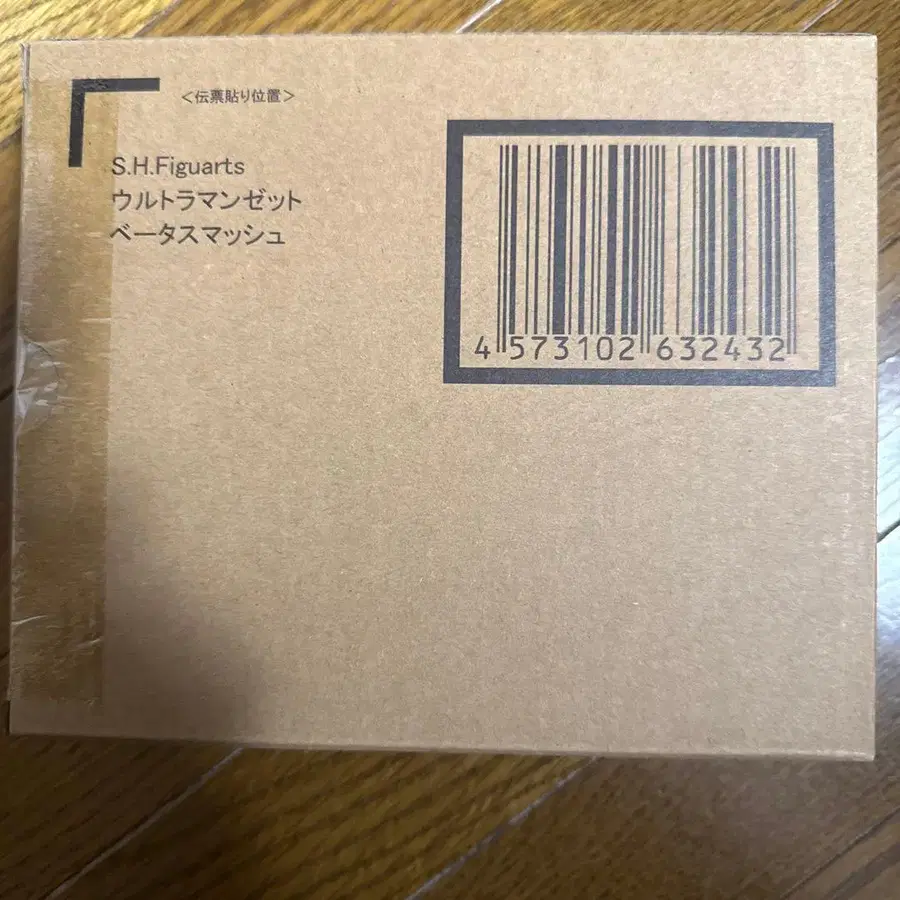 <伝票貼り位置>
S.H.Figuarts
ウルトラマンゼット
ベータスマッシュ
4 573102 632432